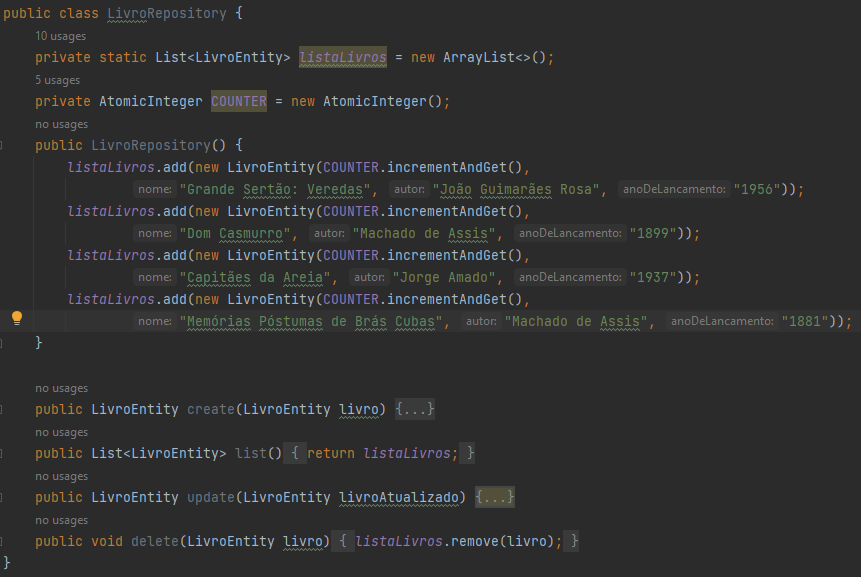 public class LivroRepository {
10 usages
private static List<LivroEntity> listaLivros = new ArrayList<>();
5 usages
private AtomicInteger COUNTER = new AtomicInteger();
no usages
public LivroRepository() {
listaLivros.add(new LivroEntity(COUNTER.incrementAndGet(),
nome: "Grande Sertão: Veredas", autor: "João Guimarães Rosa", anoDeLancamento: "1956"));
listaLivros.add(new LivroEntity(COUNTER.incrementAndGet(),
nome: "Dom Casmurro", autor: "Machado de Assis", anoDeLancamento: "1899"));
listaLivros.add(new LivroEntity(COUNTER.incrementAndGet(),
nome: "Capitães da Areia", autor: "Jorge Amado", anoDeLancamento: "1937"));
listaLivros.add(new LivroEntity(COUNTER.incrementAndGet(),
nome: "Memórias Póstumas de Brás Cubas", autor: "Machado de Assis", anoDeLancamento: "1881"));
}
no usages
public LivroEntity create(LivroEntity livro) {...}
no usages
public List<LivroEntity> list() { return listaLivros; }
no usages
public LivroEntity update(LivroEntity livroAtualizado) {...}
no usages
public void delete(LivroEntity livro) { listaLivros.remove(livro); }
}